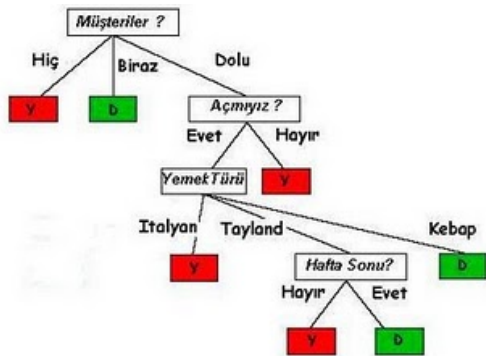 Müşteriler ?
Hiç Biraz Dolu
Y D Açmıyız ?
Evet Hayır
YemekTürü Y
Italyan Tayland Kebap
Y Hafta Sonu? D
Hayır Evet
Y D